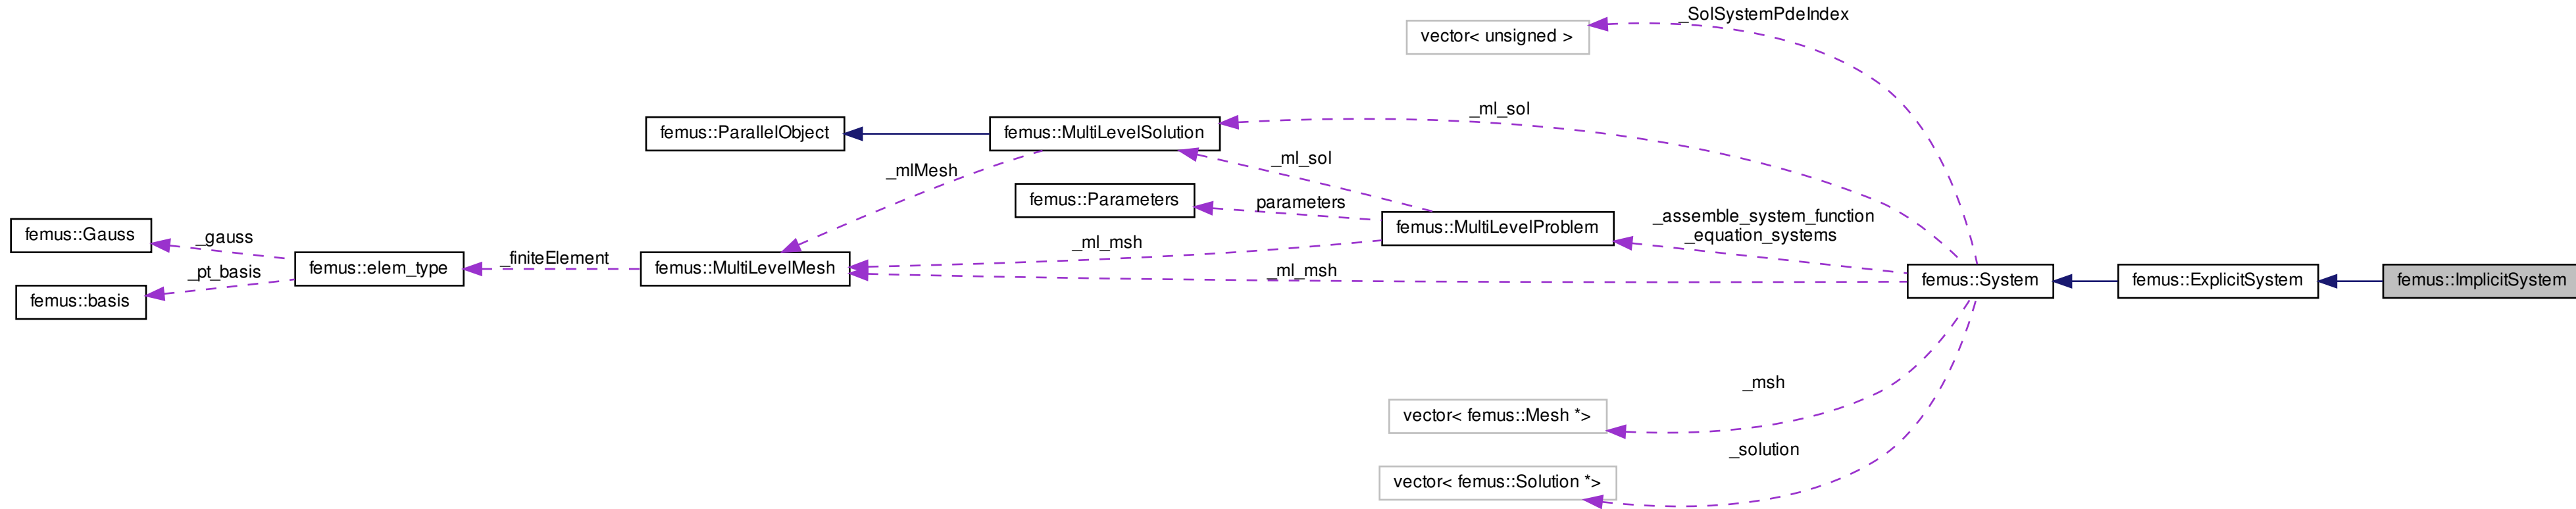 _SolSystemPdeIndex
vector< unsigned >
_ml_sol
femus::ParallelObject
femus::MultiLevelSolution
_ml_sol
_mlMesh
femus::Parameters
parameters
_assemble_system_function
_equation_systems
femus::MultiLevelProblem
femus::Gauss
_gauss
_ml_msh
_finiteElement
femus::elem_type
femus::MultiLevelMesh
_pt_basis
_ml_msh
femus::System
femus::ExplicitSystem
femus::ImplicitSystem
femus::basis
_msh
vector< femus::Mesh *>
_solution
vector< femus::Solution *>